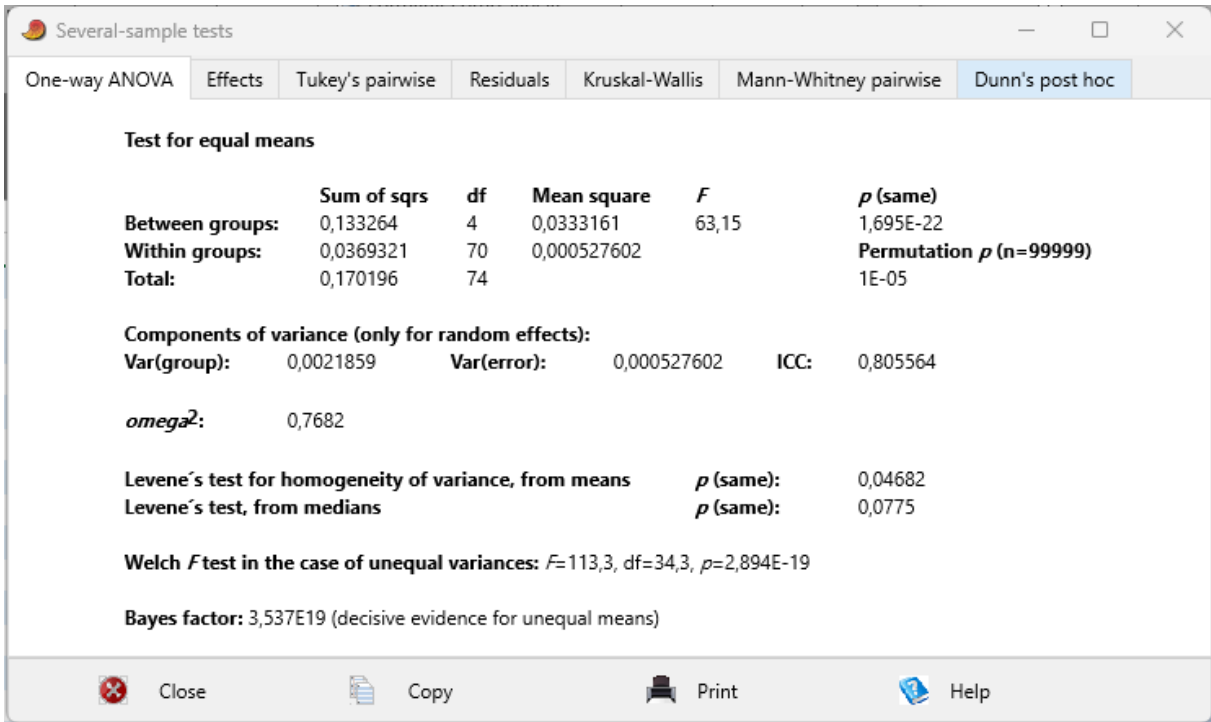 Several-sample tests
One-way ANOVA Effects Tukey's pairwise Residuals Kruskal-Wallis Mann-Whitney pairwise Dunn's post hoc
Test for equal means
Sum of sqrs df Mean square F p (same)
Between groups: 0,133264 4 0,0333161 63,15 1,695E-22
Within groups: 0,0369321 70 0,000527602 Permutation p (n=99999)
Total: 0,170196 74 1E-05
Components of variance (only for random effects):
Var(group): 0,0021859 Var(error): 0,000527602 ICC: 0,805564
omega2: 0,7682
Levene´s test for homogeneity of variance, from means p (same): 0,04682
Levene´s test, from medians p (same): 0,0775
Welch F test in the case of unequal variances: F=113,3, df=34,3, p=2,894E-19
Bayes factor: 3,537E19 (decisive evidence for unequal means)
Close Copy Print Help